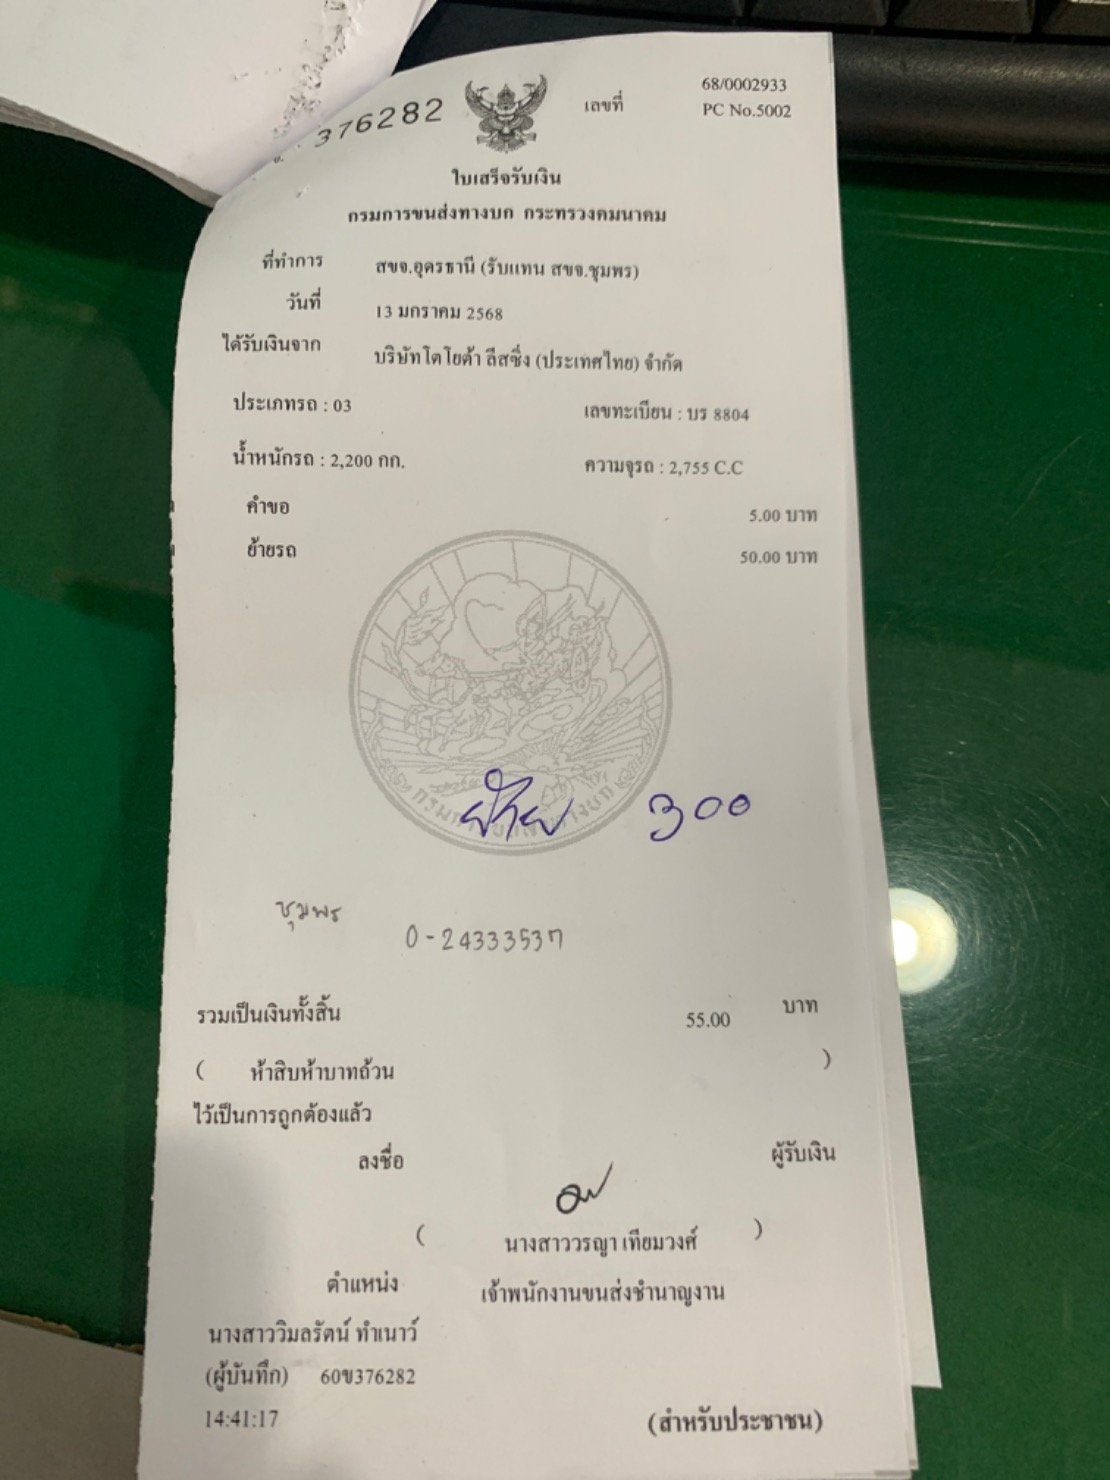 376282
เลขที่ 68/0002933
PC No.5002
ใบเสร็จรับเงิน
กรมการขนส่งทางบก กระทรวงคมนาคม
ที่ทำการ สขจ.อุดรธานี (รับแทน สขจ.ชุมพร)
วันที่ 13 มกราคม 2568
ได้รับเงินจาก บริษัทโตโยต้า ลีสซิ่ง (ประเทศไทย) จำกัด
ประเภทรถ : 03 เลขทะเบียน : บร 8804
น้ำหนักรถ : 2,200 กก. ความจุรถ : 2,755 C.C
คำขอ 5.00 บาท
ย้ายรถ 50.00 บาท
ย้าย 300
ชุมพร 0-2433353ท
รวมเป็นเงินทั้งสิ้น 55.00 บาท
( ห้าสิบห้าบาทถ้วน )
ไว้เป็นการถูกต้องแล้ว
ลงชื่อ ผู้รับเงิน
( นางสาววรญา เทียมวงศ์ )
ตำแหน่ง เจ้าพนักงานขนส่งชำนาญงาน
นางสาววิมลรัตน์ ทำเนาว์
(ผู้บันทึก) 60ข376282
14:41:17 (สำหรับประชาชน)